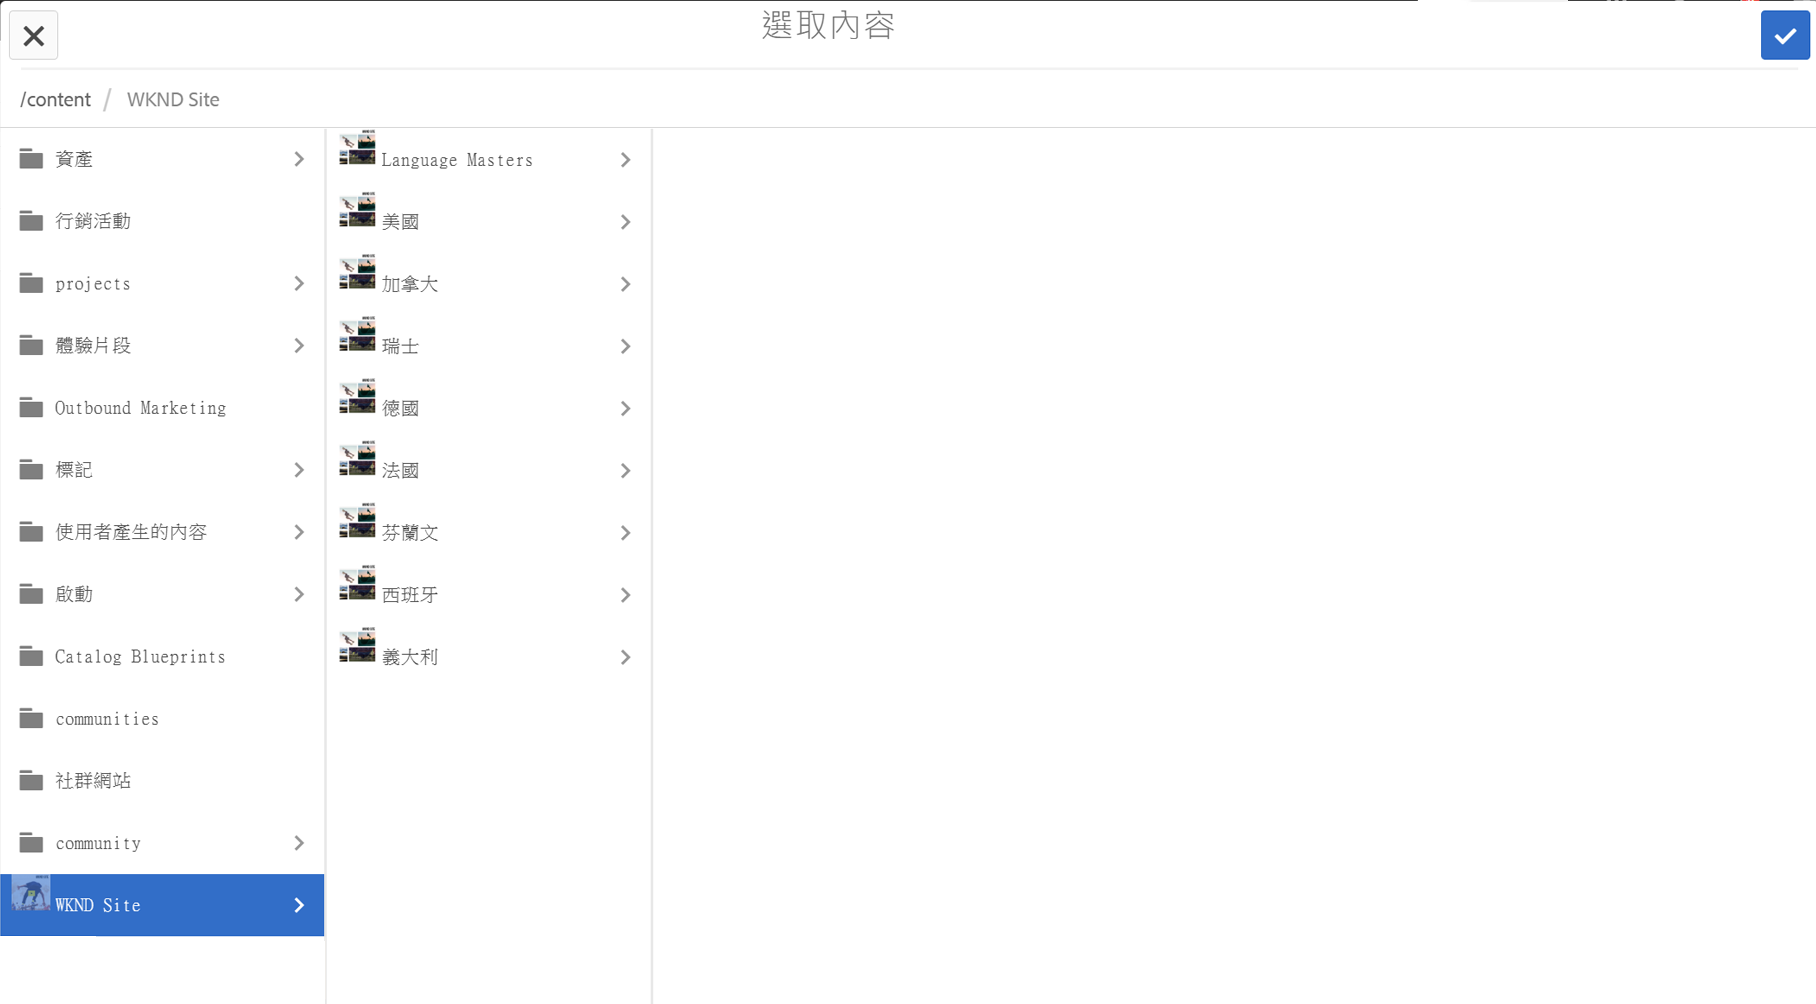 選取內容
/content / WKND Site
資產
行銷活動
projects
體驗片段
Outbound Marketing
標記
使用者產生的內容
啟動
Catalog Blueprints
communities
社群網站
community
WKND Site
Language Masters
美國
加拿大
瑞士
德國
法國
芬蘭文
西班牙
義大利